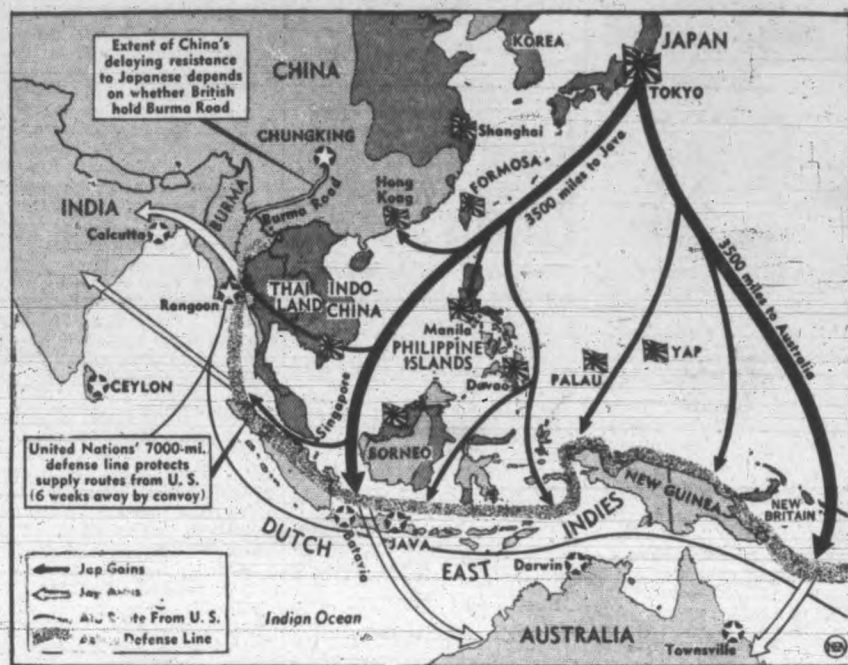 Extent of China's
delaying resistance
to Japanese depends
on whether British
hold Burma Road
CHINA
KOREA
JAPAN
TOKYO
CHUNGKING
Shanghai
FORMOSA
Hong
Kong
3500 miles to Java
3500 miles to Australia
INDIA
BURMA
Burma Road
Calcutta
Rangoon
THAI
LAND
INDO-
CHINA
Manila
PHILIPPINE
ISLANDS
Davao
PALAU
YAP
CEYLON
Singapore
BORNEO
United Nations' 7000-mi.
defense line protects
supply routes from U. S.
(6 weeks away by convoy)
NEW GUINEA
NEW
BRITAIN
DUTCH
EAST
INDIES
Batavia
JAVA
Darwin
Indian Ocean
AUSTRALIA
Townsville
Jap Gains
Jap
Route From U. S.
Defense Line
NEA